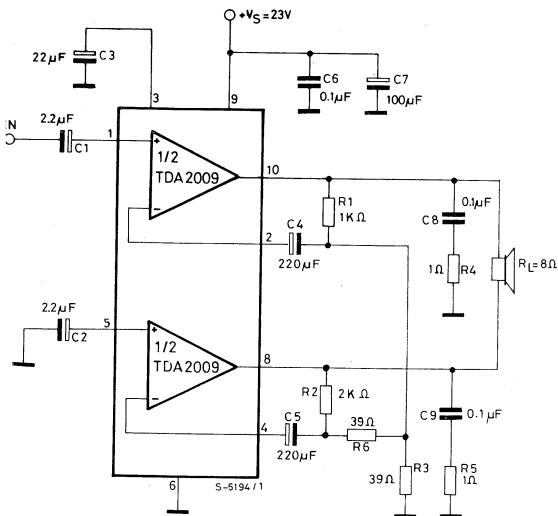 +VS=23V
22µF
C3
3
9
C6
0.1µF
C7
100µF
IN
2.2µF
C1
1
1/2
TDA2009
+
−
10
R1
1KΩ
0.1µF
C8
2
C4
220µF
1Ω
R4
RL=8Ω
2.2µF
C2
5
1/2
TDA2009
+
−
8
R2
2KΩ
C9
0.1µF
4
C5
220µF
39Ω
R6
39Ω
R3
R5
1Ω
6
S-5194/1